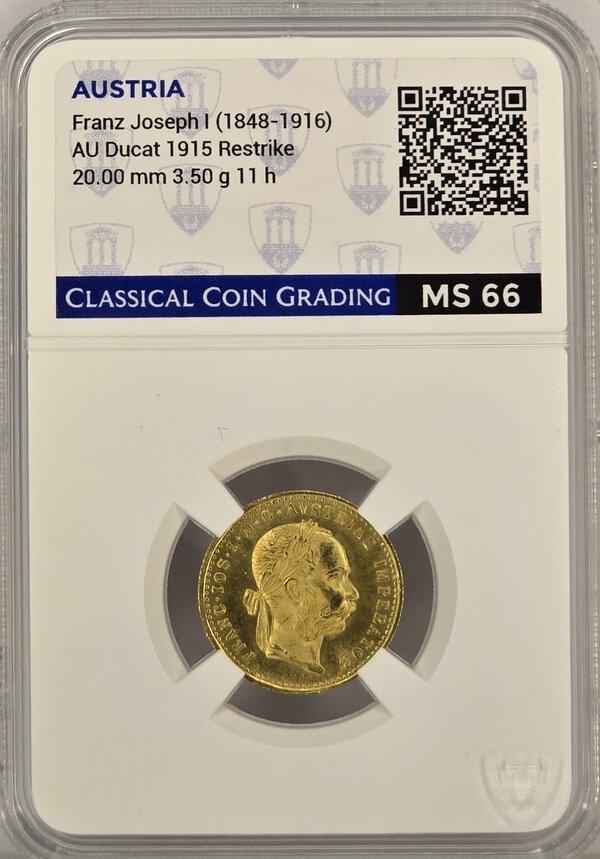 AUSTRIA
Franz Joseph I (1848-1916)
AU Ducat 1915 Restrike
20.00 mm 3.50 g 11 h
CLASSICAL COIN GRADING
MS 66
FRANC·IOS·I·D·G·AVSTRIAE IMPERATOR